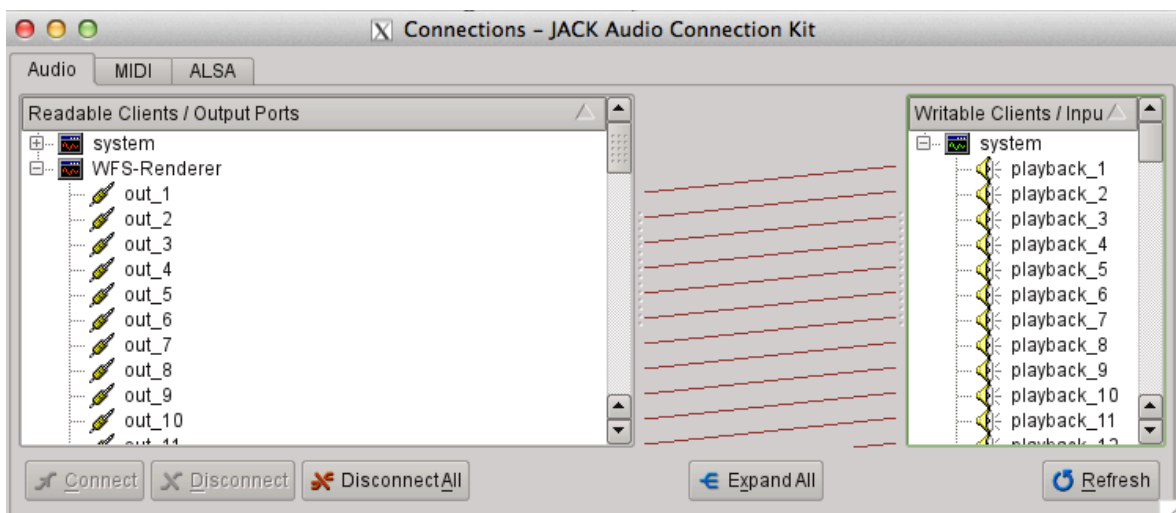 Connections – JACK Audio Connection Kit
Audio MIDI ALSA
Readable Clients / Output Ports
system
WFS-Renderer
out_1
out_2
out_3
out_4
out_5
out_6
out_7
out_8
out_9
out_10
out_11
Writable Clients / Inpu
system
playback_1
playback_2
playback_3
playback_4
playback_5
playback_6
playback_7
playback_8
playback_9
playback_10
playback_11
playback_12
Connect Disconnect Disconnect All Expand All Refresh